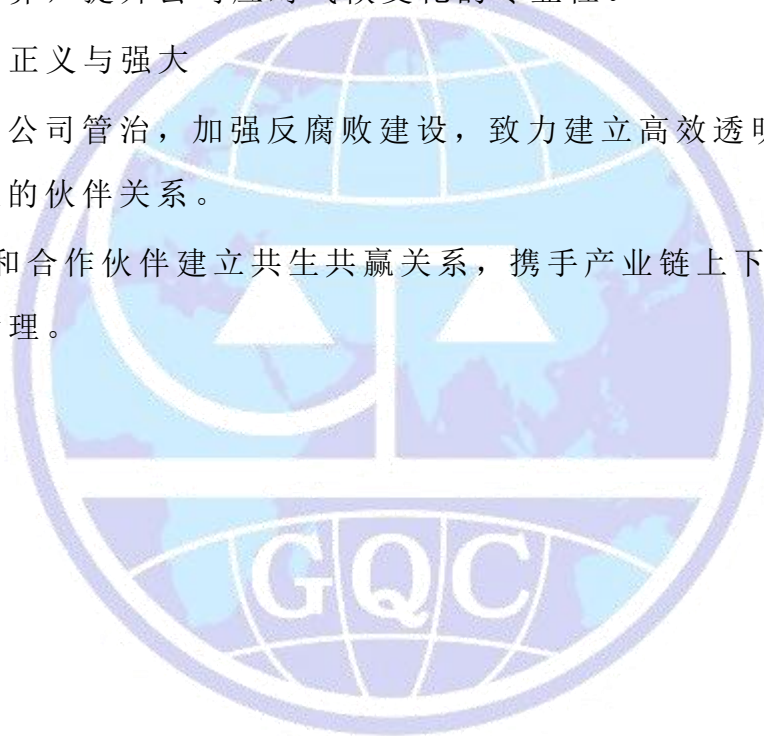 正义与强大
公司管治，加强反腐败建设，致力建立高效透明
的伙伴关系。
和合作伙伴建立共生共赢关系，携手产业链上下
理。
GQC